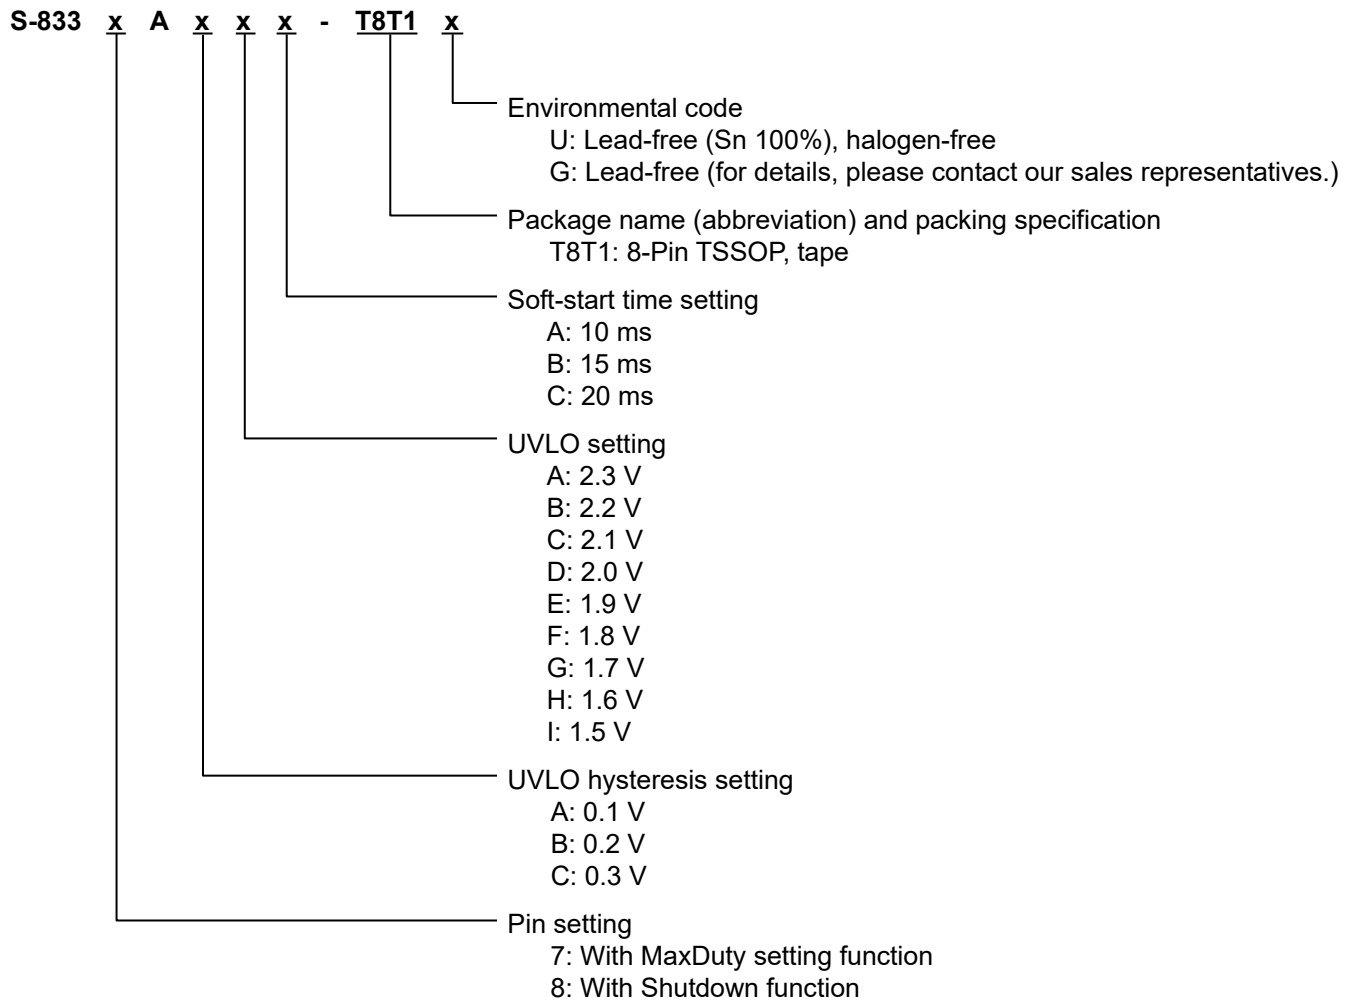 S-833 x A x x x - T8T1 x
Environmental code
U: Lead-free (Sn 100%), halogen-free
G: Lead-free (for details, please contact our sales representatives.)
Package name (abbreviation) and packing specification
T8T1: 8-Pin TSSOP, tape
Soft-start time setting
A: 10 ms
B: 15 ms
C: 20 ms
UVLO setting
A: 2.3 V
B: 2.2 V
C: 2.1 V
D: 2.0 V
E: 1.9 V
F: 1.8 V
G: 1.7 V
H: 1.6 V
I: 1.5 V
UVLO hysteresis setting
A: 0.1 V
B: 0.2 V
C: 0.3 V
Pin setting
7: With MaxDuty setting function
8: With Shutdown function